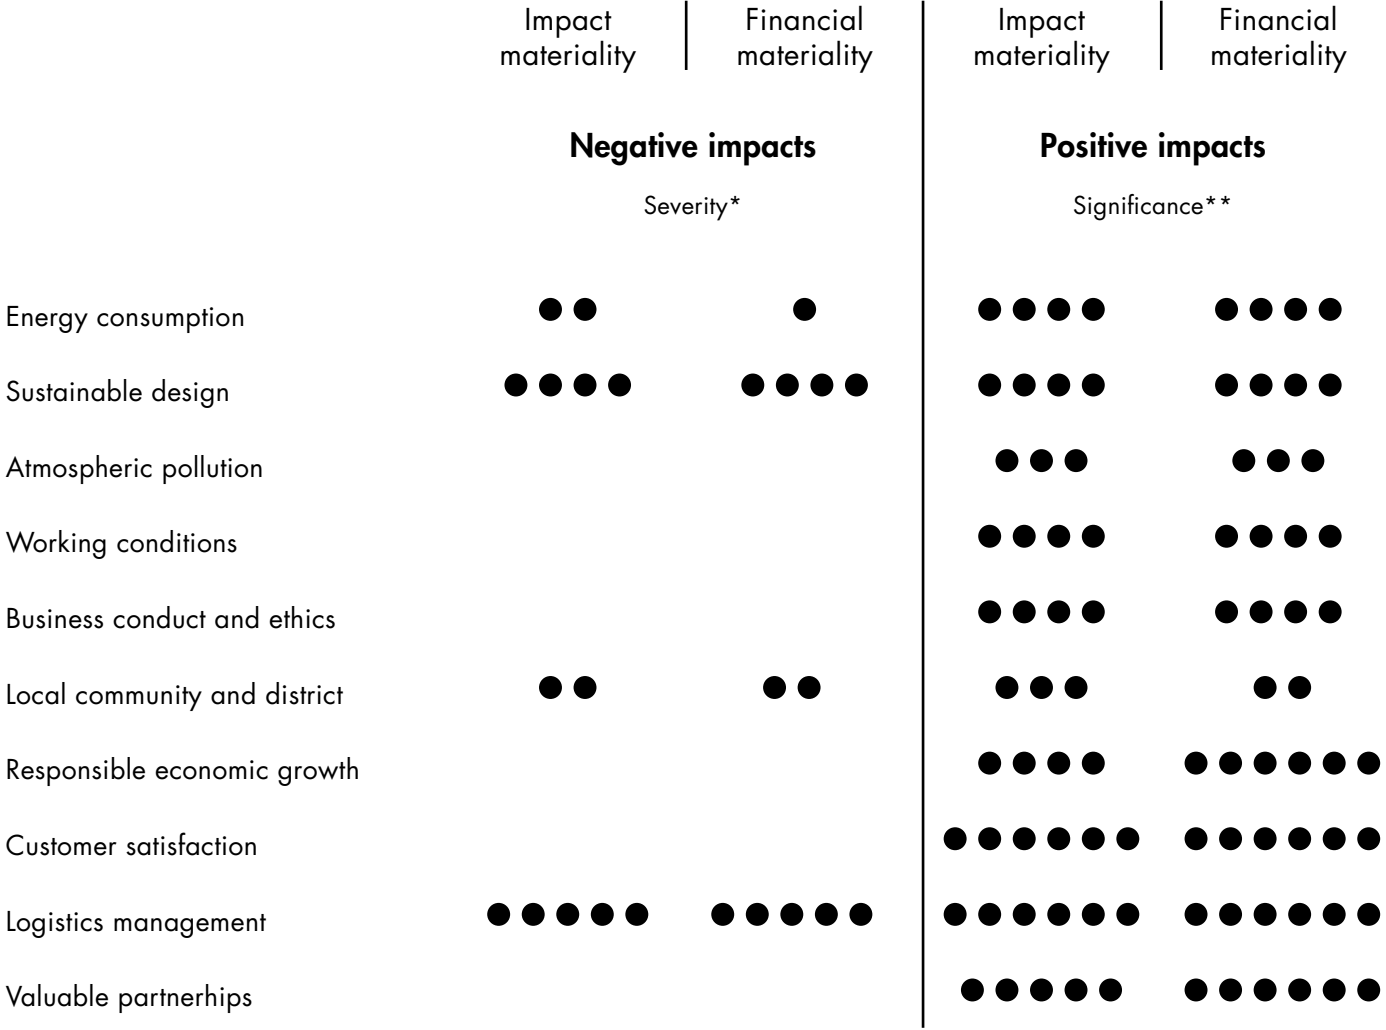 Impact materiality
Financial materiality
Impact materiality
Financial materiality
Negative impacts
Positive impacts
Severity*
Significance**
Energy consumption
Sustainable design
Atmospheric pollution
Working conditions
Business conduct and ethics
Local community and district
Responsible economic growth
Customer satisfaction
Logistics management
Valuable partnerhips